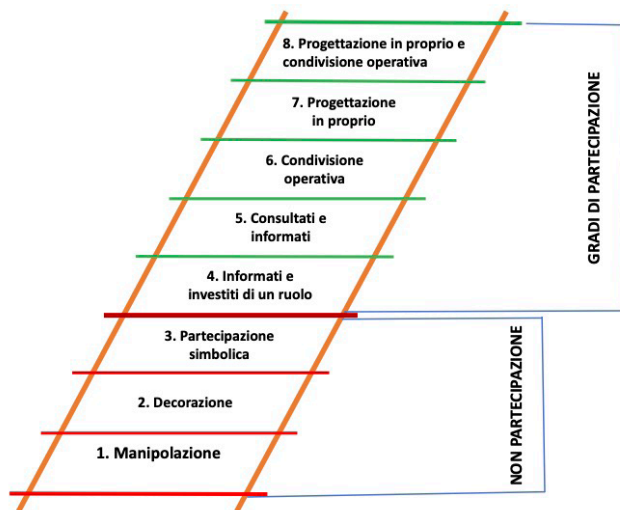 8. Progettazione in proprio e
condivisione operativa
7. Progettazione
in proprio
6. Condivisione
operativa
5. Consultati e
informati
4. Informati e
investiti di un ruolo
3. Partecipazione
simbolica
2. Decorazione
1. Manipolazione
GRADI DI PARTECIPAZIONE
NON PARTECIPAZIONE